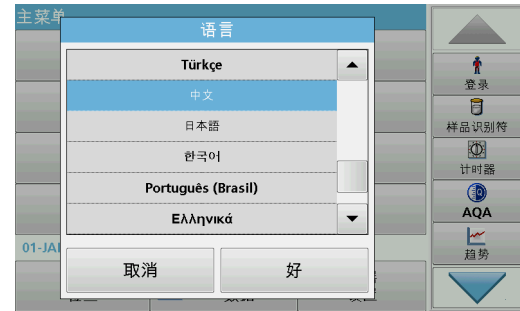 主菜单
语言
Türkçe
中文
日本語
한국어
Português (Brasil)
Ελληνικά
取消
好
01-JA
登录
样品识别符
计时器
AQA
趋势